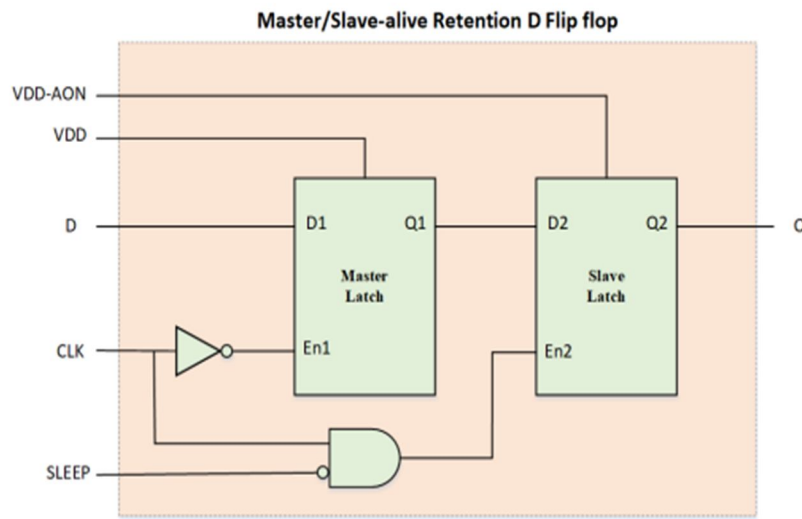 Master/Slave-alive Retention D Flip flop
VDD-AON
VDD
D
D1
Q1
D2
Q2
Master
Latch
Slave
Latch
CLK
En1
En2
SLEEP